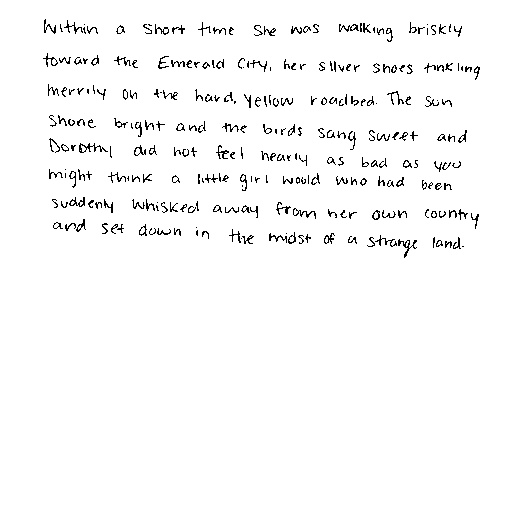 Within a short time she was walking briskly
toward the Emerald City, her silver shoes tinkling
merrily on the hard, yellow roadbed. The sun
shone bright and the birds sang sweet and
Dorothy did not feel nearly as bad as you
might think a little girl would who had been
suddenly whisked away from her own country
and set down in the midst of a strange land.